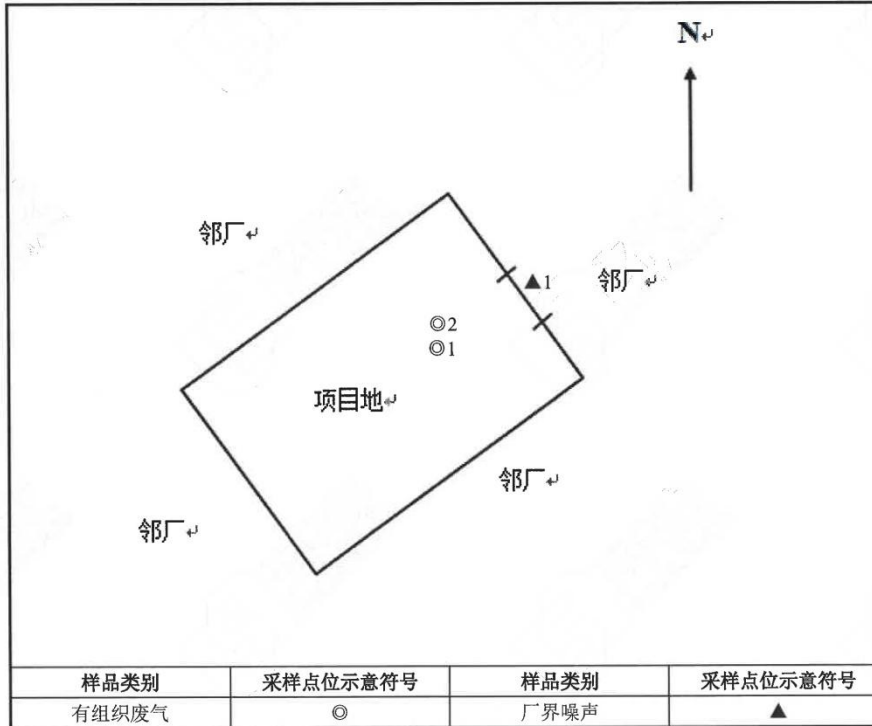 N↵
邻厂↵
▲1
邻厂↵
◎2
◎1
项目地↵
邻厂↵
邻厂↵
样品类别 采样点位示意符号 样品类别 采样点位示意符号
有组织废气 ◎ 厂界噪声 ▲